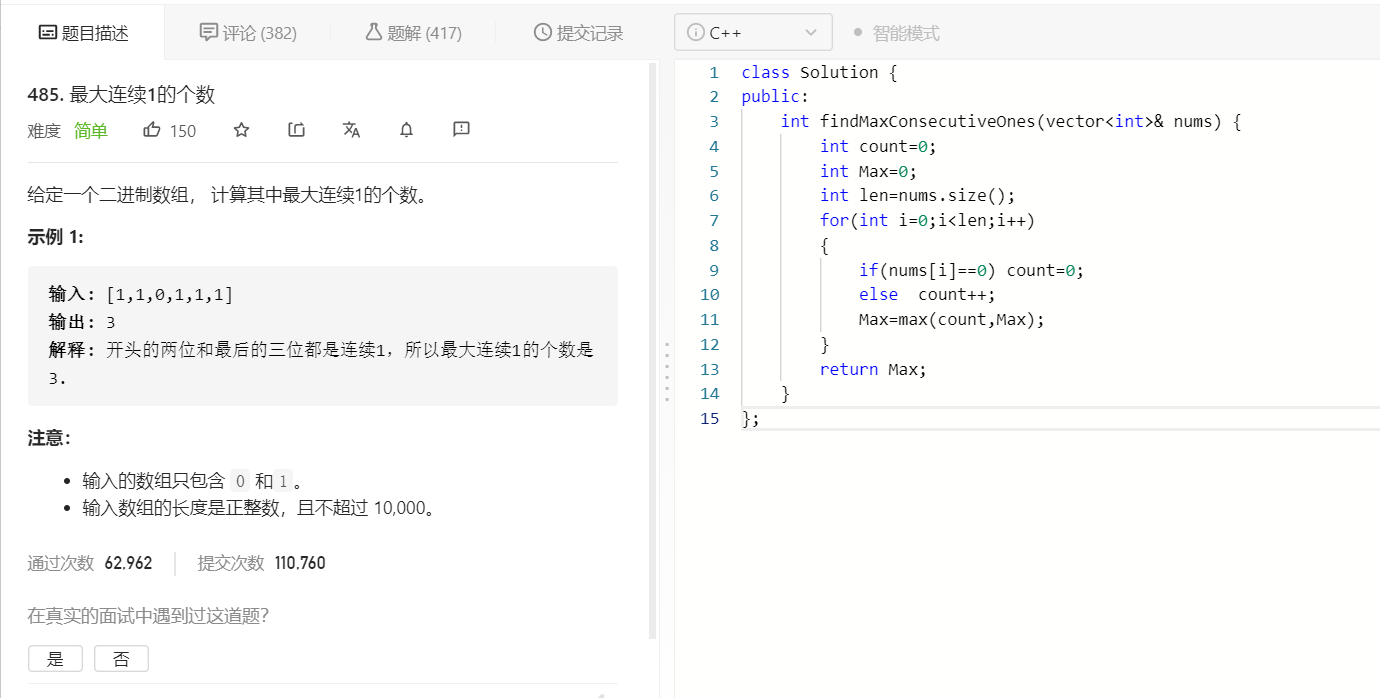 题目描述
评论 (382)
题解 (417)
提交记录
C++
智能模式
485. 最大连续1的个数
难度 简单 150
给定一个二进制数组， 计算其中最大连续1的个数。
示例 1:
输入: [1,1,0,1,1,1]
输出: 3
解释: 开头的两位和最后的三位都是连续1，所以最大连续1的个数是
3.
注意：
输入的数组只包含 0 和1 。
输入数组的长度是正整数，且不超过 10,000。
通过次数 62,962 提交次数 110,760
在真实的面试中遇到过这道题？
是 否
1 class Solution {
2 public:
3     int findMaxConsecutiveOnes(vector<int>& nums) {
4         int count=0;
5         int Max=0;
6         int len=nums.size();
7         for(int i=0;i<len;i++)
8         {
9             if(nums[i]==0) count=0;
10             else  count++;
11             Max=max(count,Max);
12         }
13         return Max;
14     }
15 };